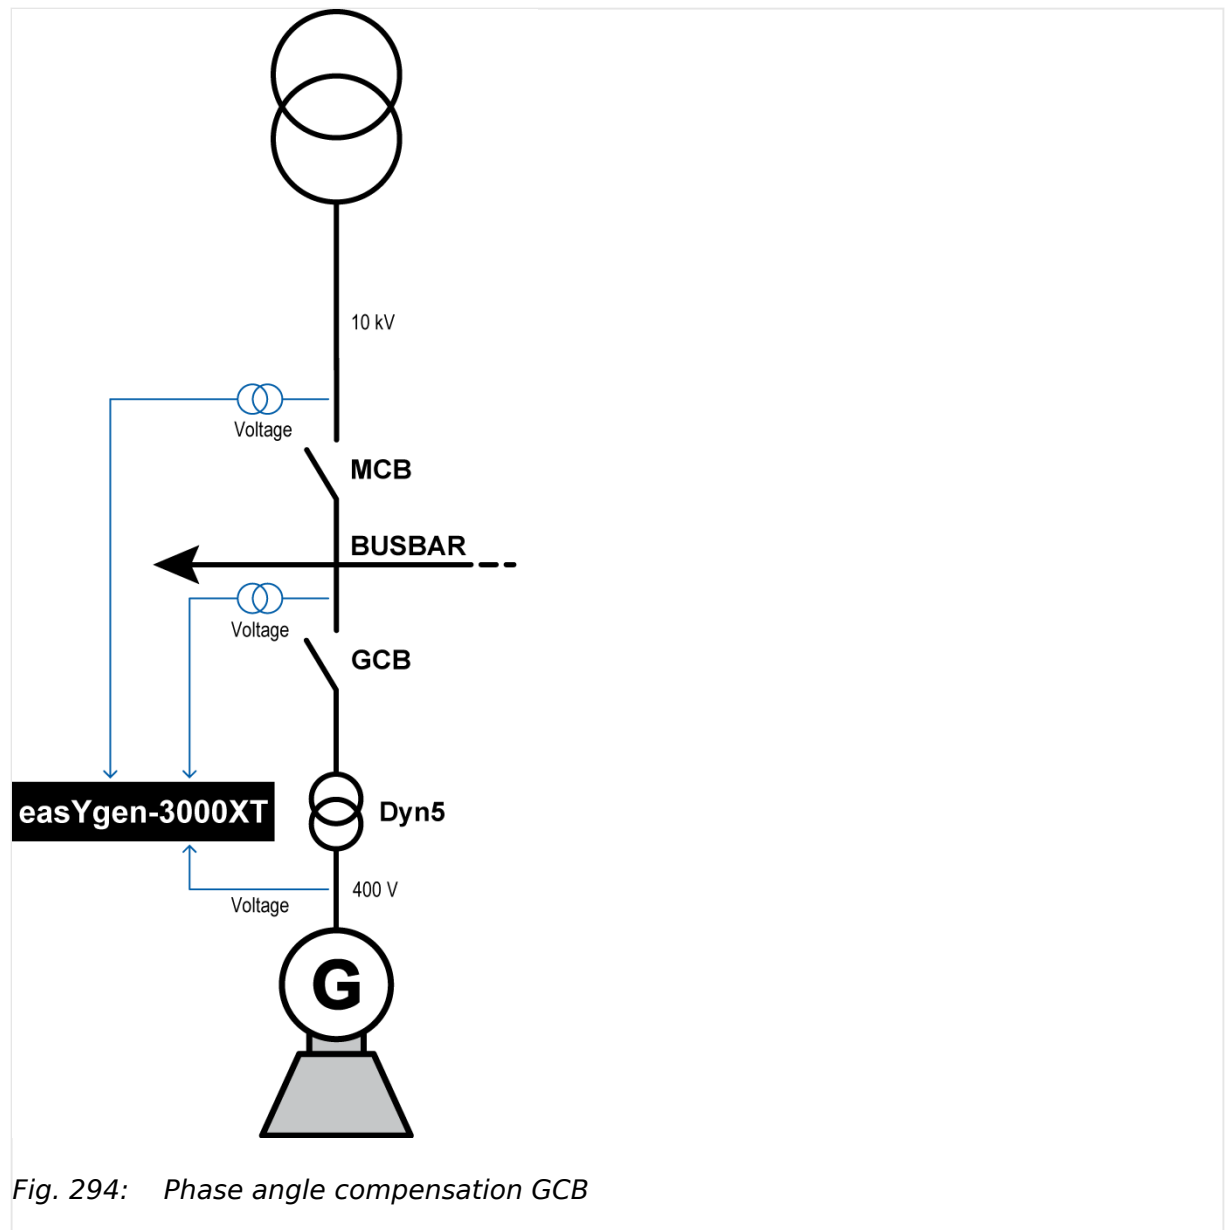 10 kV
Voltage
MCB
BUSBAR
Voltage
GCB
easYgen-3000XT
Dyn5
400 V
Voltage
G
Fig. 294: Phase angle compensation GCB